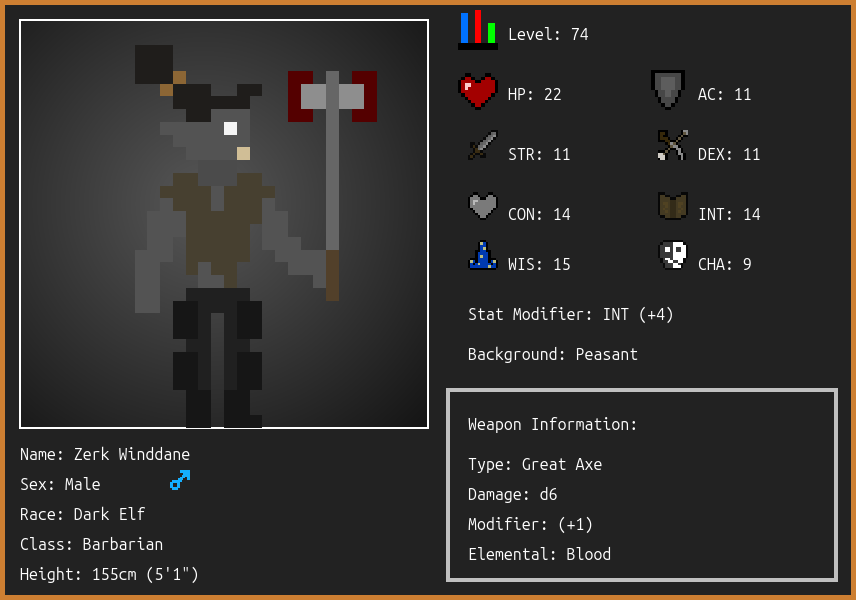 Level: 74
HP: 22
AC: 11
STR: 11
DEX: 11
CON: 14
INT: 14
WIS: 15
CHA: 9
Stat Modifier: INT (+4)
Background: Peasant
Weapon Information:
Type: Great Axe
Damage: d6
Modifier: (+1)
Elemental: Blood
Name: Zerk Winddane
Sex: Male
Race: Dark Elf
Class: Barbarian
Height: 155cm (5'1")